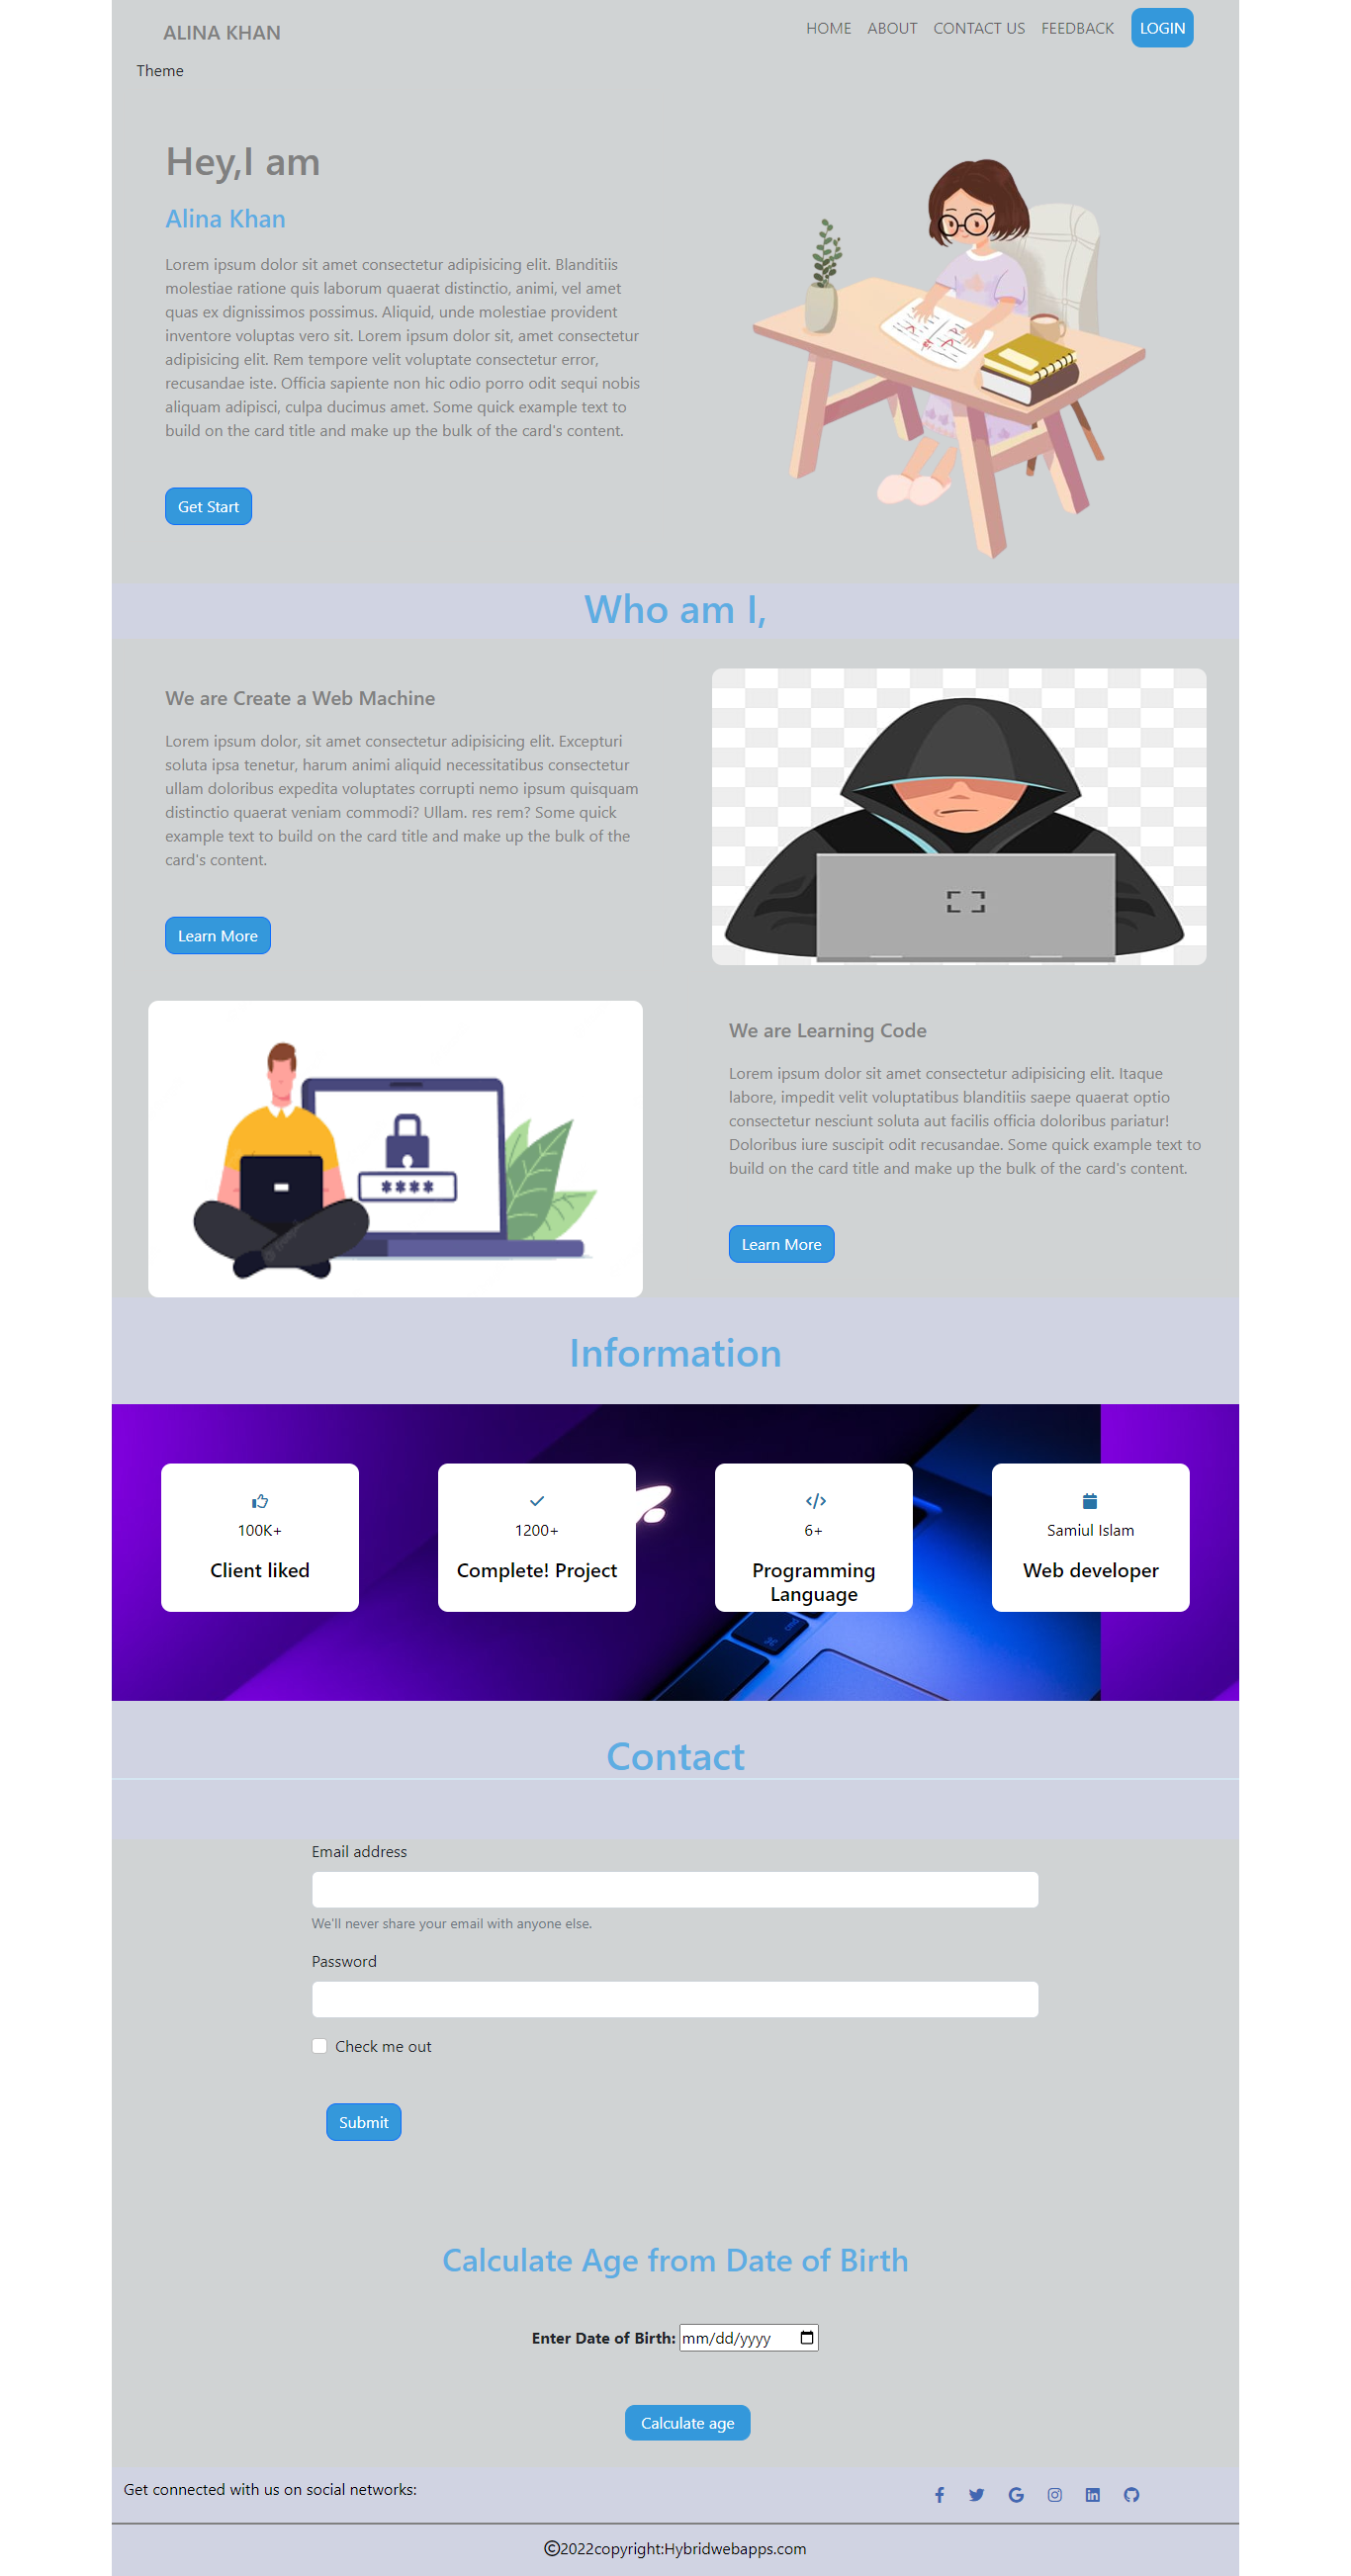 ALINA KHAN
HOME ABOUT CONTACT US FEEDBACK LOGIN
Theme
Hey,I am
Alina Khan
Lorem ipsum dolor sit amet consectetur adipisicing elit. Blanditiis
molestiae ratione quis laborum quaerat distinctio, animi, vel amet
quas ex dignissimos possimus. Aliquid, unde molestiae provident
inventore voluptas vero sit. Lorem ipsum dolor sit, amet consectetur
adipisicing elit. Rem tempore velit voluptate consectetur error,
recusandae iste. Officia sapiente non hic odio porro odit sequi nobis
aliquam adipisci, culpa ducimus amet. Some quick example text to
build on the card title and make up the bulk of the card's content.
Get Start
Who am I,
We are Create a Web Machine
Lorem ipsum dolor, sit amet consectetur adipisicing elit. Excepturi
soluta ipsa tenetur, harum animi aliquid necessitatibus consectetur
ullam doloribus expedita voluptates corrupti nemo ipsum quisquam
distinctio quaerat veniam commodi? Ullam. res rem? Some quick
example text to build on the card title and make up the bulk of the
card's content.
Learn More
We are Learning Code
Lorem ipsum dolor sit amet consectetur adipisicing elit. Itaque
labore, impedit velit voluptatibus blanditiis saepe quaerat optio
consectetur nesciunt soluta aut facilis officia doloribus pariatur!
Doloribus iure suscipit odit recusandae. Some quick example text to
build on the card title and make up the bulk of the card's content.
Learn More
****
Information
100K+
Client liked
1200+
Complete! Project
6+
Programming
Language
Samiul Islam
Web developer
cmd
Contact
Email address
We'll never share your email with anyone else.
Password
Check me out
Submit
Calculate Age from Date of Birth
Enter Date of Birth: mm/dd/yyyy
Calculate age
Get connected with us on social networks:
©2022copyright:Hybridwebapps.com